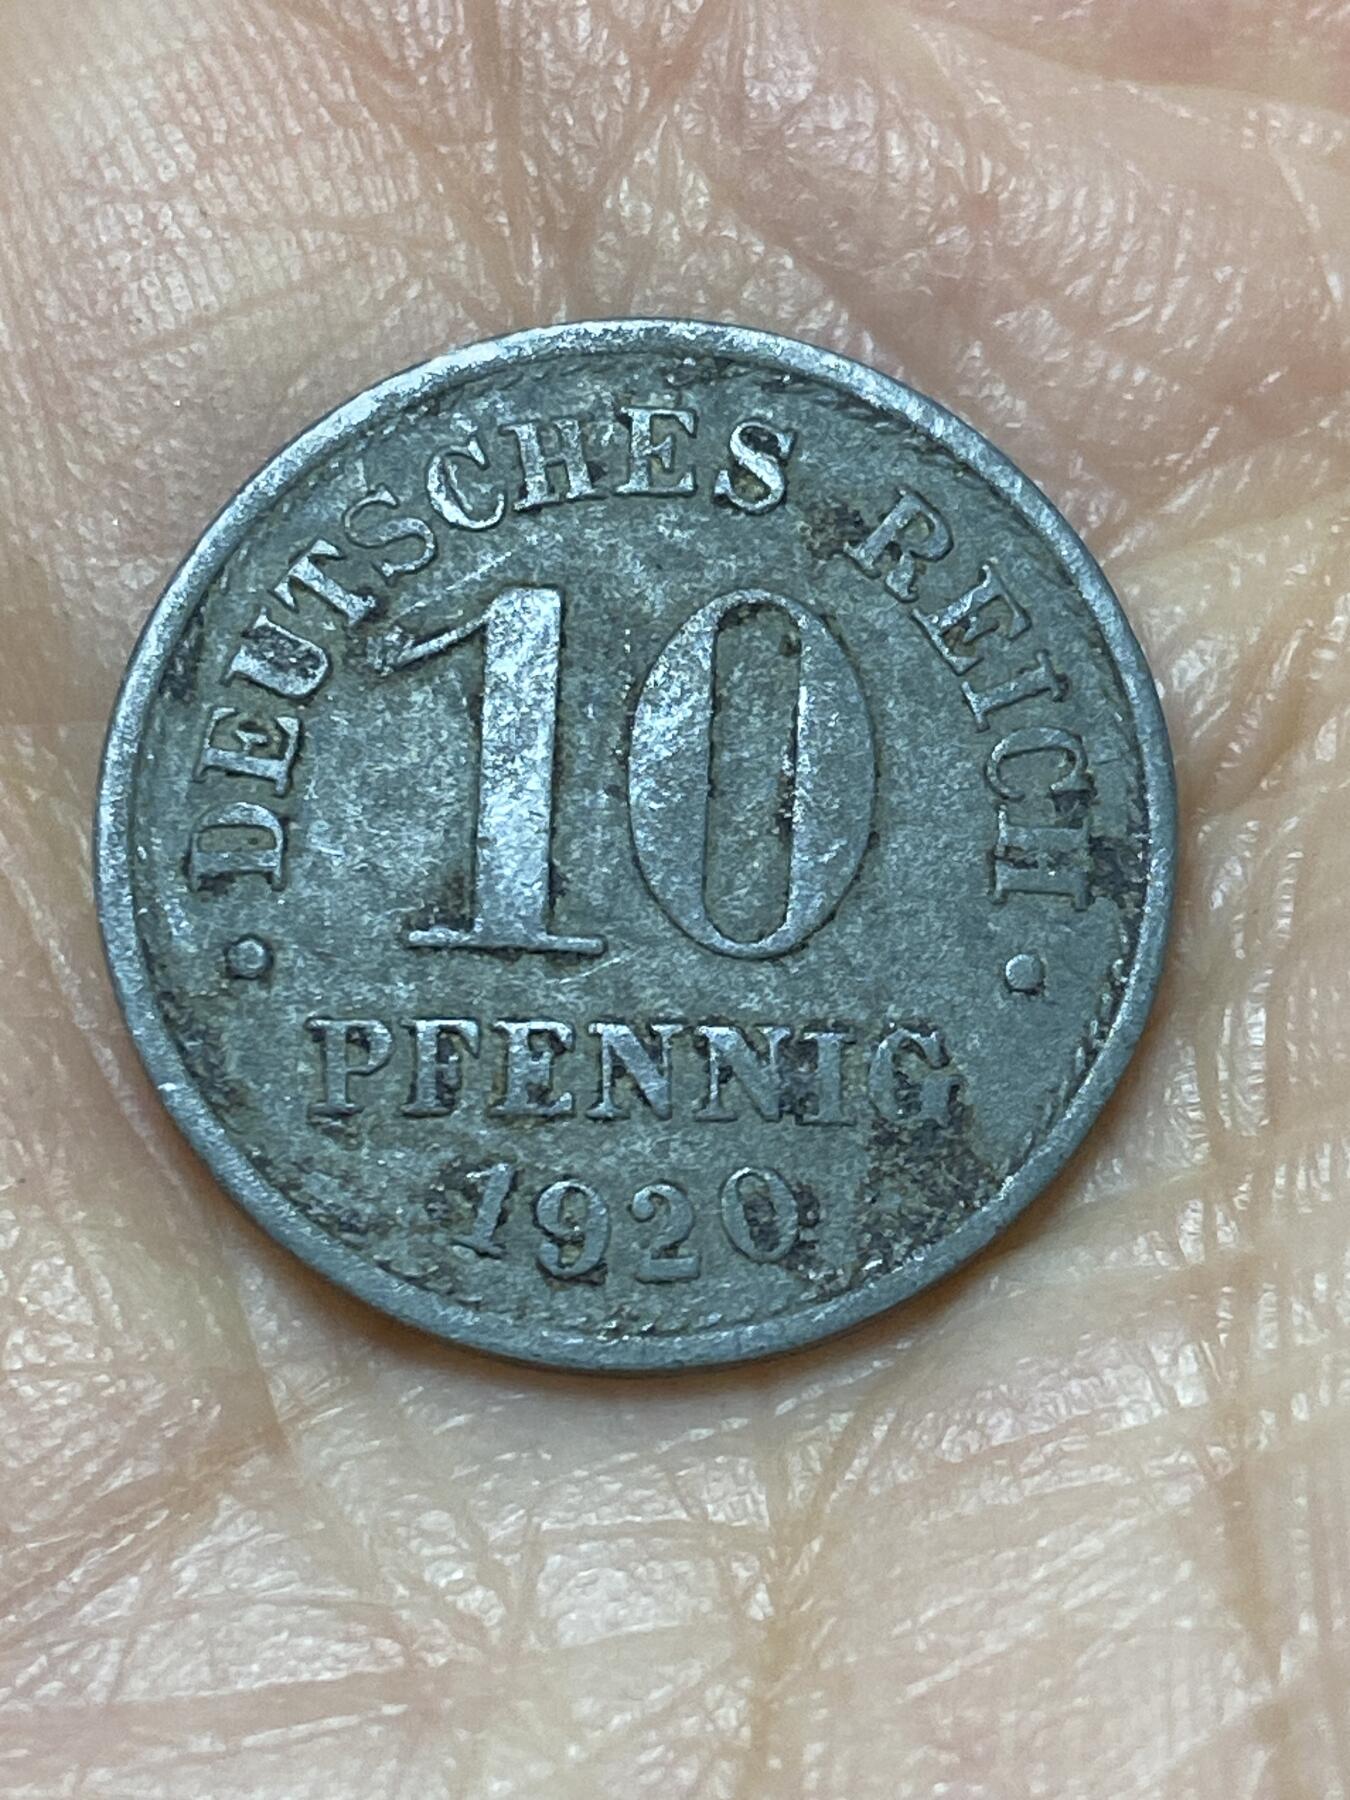 · DEUTSCHES REICH ·
10
PFENNIG
1920